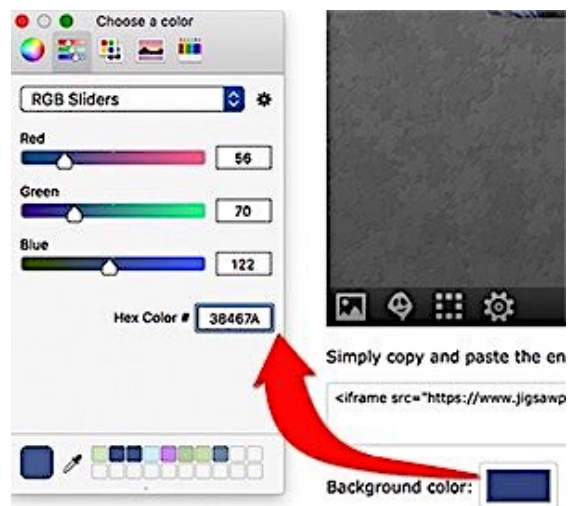 Choose a color
RGB Sliders
Red
56
Green
70
Blue
122
Hex Color # 38467A
Simply copy and paste the en
<iframe src="https://www.jigsawp
Background color: